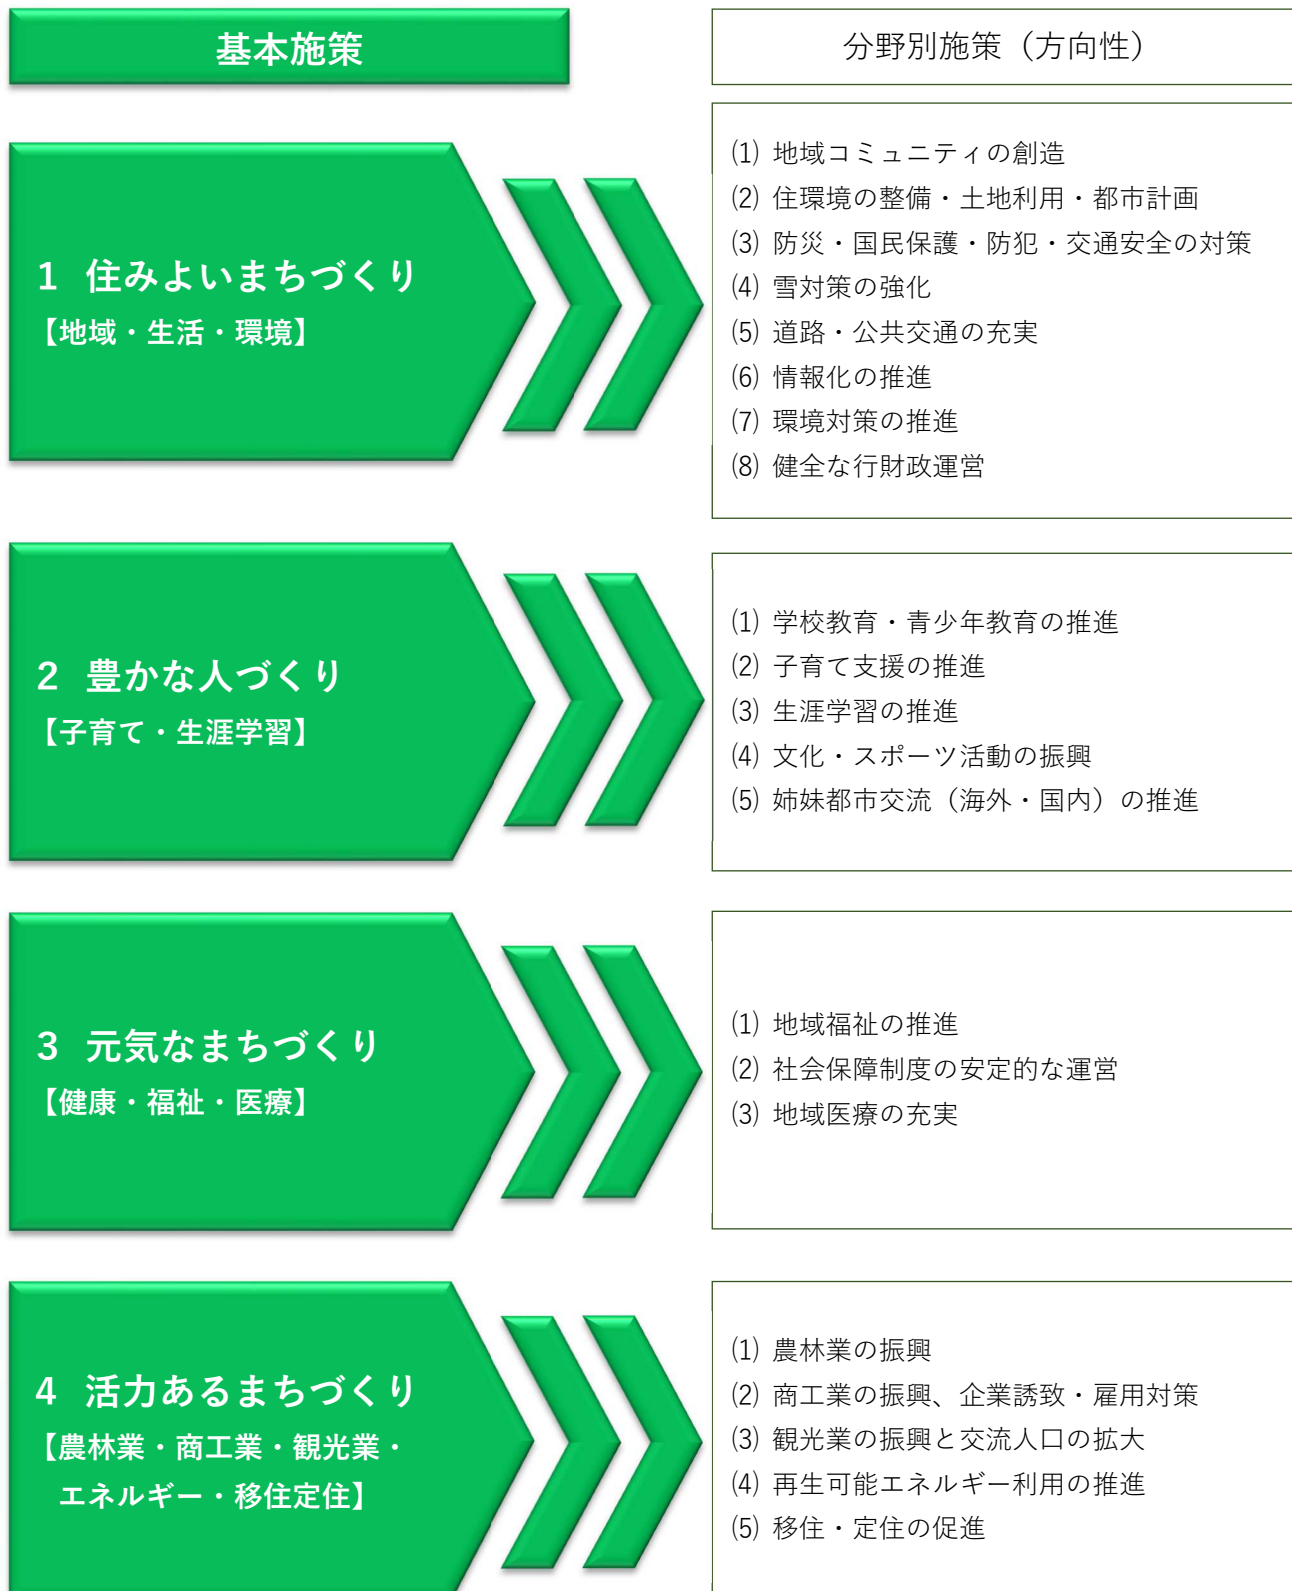 基本施策
分野別施策（方向性）
1 住みよいまちづくり
【地域・生活・環境】
⑴ 地域コミュニティの創造
⑵ 住環境の整備・土地利用・都市計画
⑶ 防災・国民保護・防犯・交通安全の対策
⑷ 雪対策の強化
⑸ 道路・公共交通の充実
⑹ 情報化の推進
⑺ 環境対策の推進
⑻ 健全な行財政運営
2 豊かな人づくり
【子育て・生涯学習】
⑴ 学校教育・青少年教育の推進
⑵ 子育て支援の推進
⑶ 生涯学習の推進
⑷ 文化・スポーツ活動の振興
⑸ 姉妹都市交流（海外・国内）の推進
3 元気なまちづくり
【健康・福祉・医療】
⑴ 地域福祉の推進
⑵ 社会保障制度の安定的な運営
⑶ 地域医療の充実
4 活力あるまちづくり
【農林業・商工業・観光業・
エネルギー・移住定住】
⑴ 農林業の振興
⑵ 商工業の振興、企業誘致・雇用対策
⑶ 観光業の振興と交流人口の拡大
⑷ 再生可能エネルギー利用の推進
⑸ 移住・定住の促進